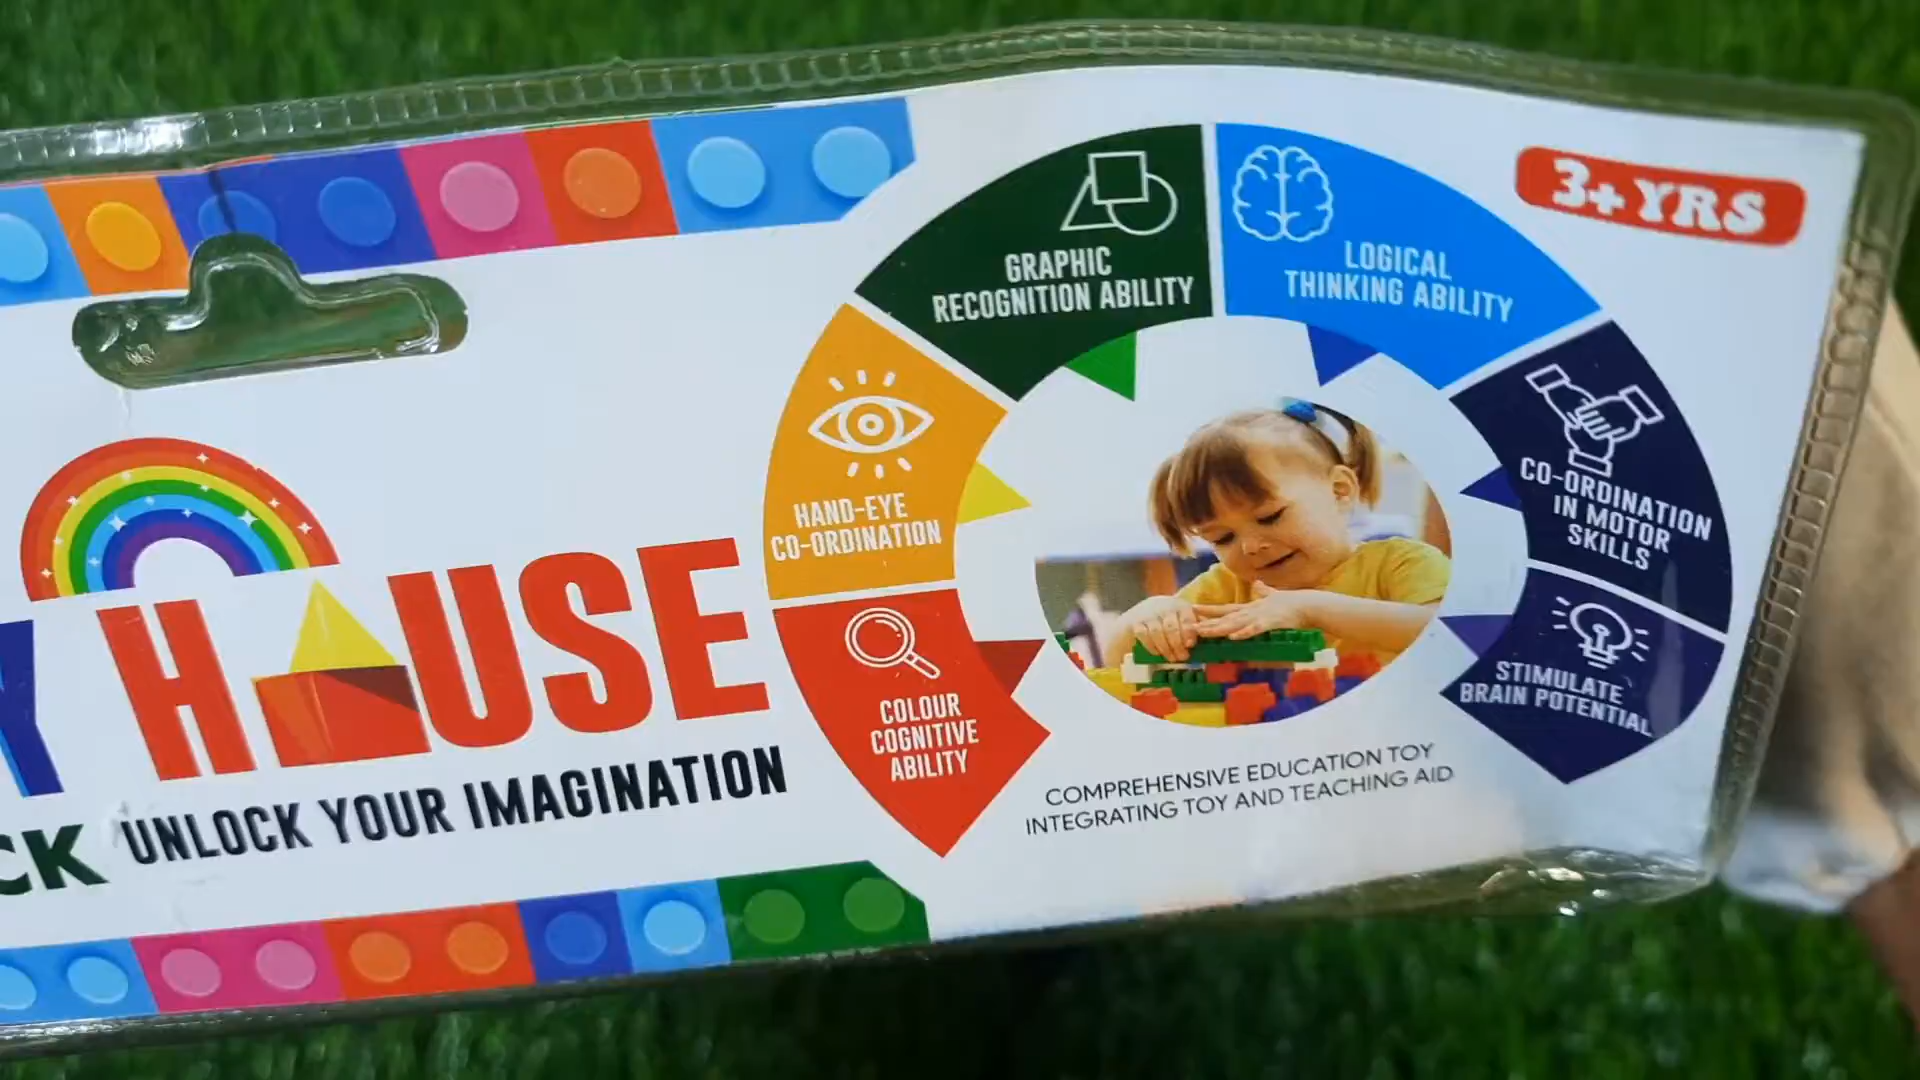 3+ YRS
GRAPHIC
RECOGNITION ABILITY
LOGICAL
THINKING ABILITY
HAND-EYE
CO-ORDINATION
CO-ORDINATION
IN MOTOR
SKILLS
COLOUR
COGNITIVE
ABILITY
STIMULATE
BRAIN POTENTIAL
Y HOUSE
CK UNLOCK YOUR IMAGINATION
COMPREHENSIVE EDUCATION TOY
INTEGRATING TOY AND TEACHING AID